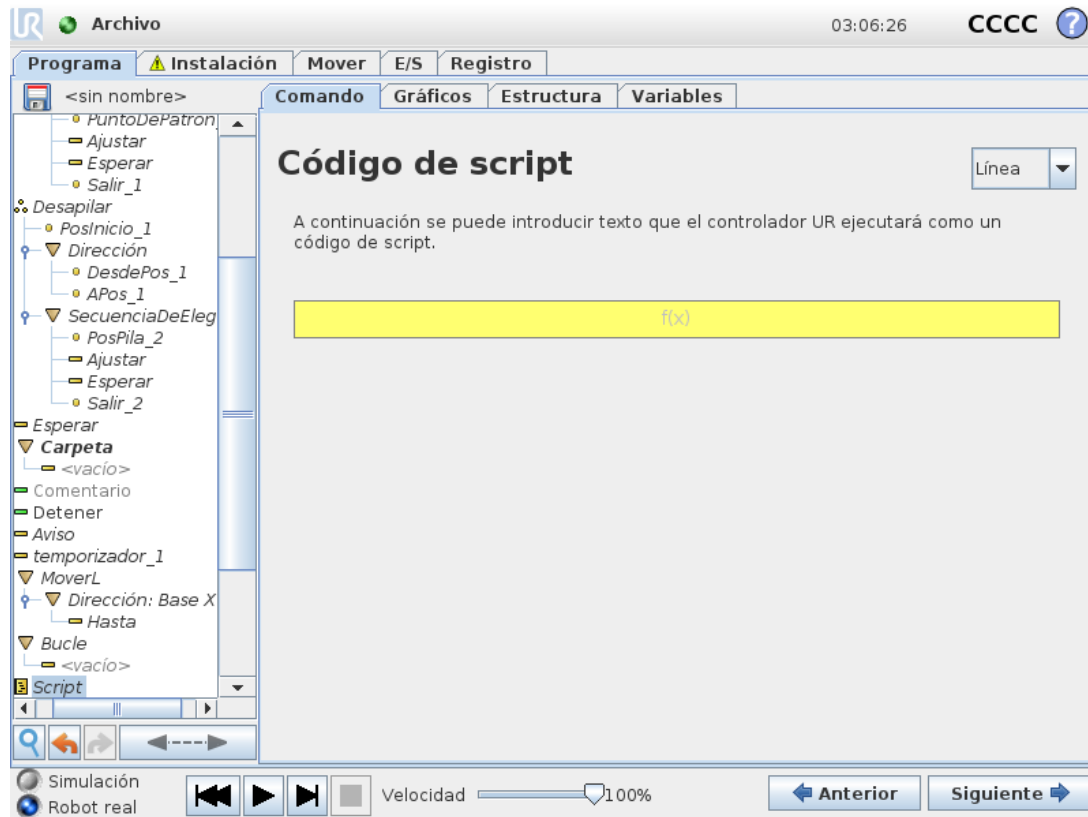 UR Archivo 03:06:26 CCCC ?
Programa Instalación Mover E/S Registro
<sin nombre> Comando Gráficos Estructura Variables
PuntoDePatron_
Ajustar
Esperar
Salir_1
Desapilar
PosInicio_1
Dirección
DesdePos_1
APos_1
SecuenciaDeEleg
PosPila_2
Ajustar
Esperar
Salir_2
Esperar
Carpeta
<vacío>
Comentario
Detener
Aviso
temporizador_1
MoverL
Dirección: Base X
Hasta
Bucle
<vacío>
Script
Código de script
Línea
A continuación se puede introducir texto que el controlador UR ejecutará como un
código de script.
f(x)
Simulación
Robot real
Velocidad 100%
Anterior Siguiente